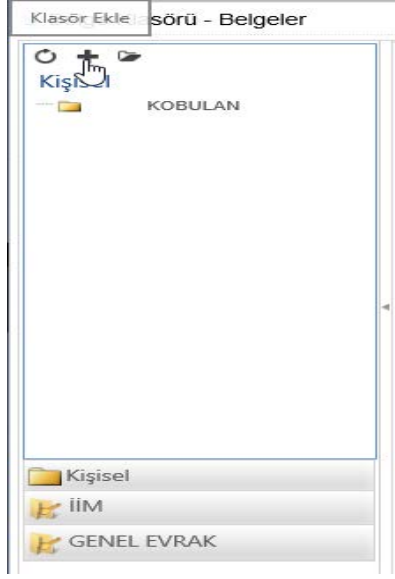 Klasör Ekle sörü - Belgeler
Kişisel
KOBULAN
Kişisel
İİM
GENEL EVRAK